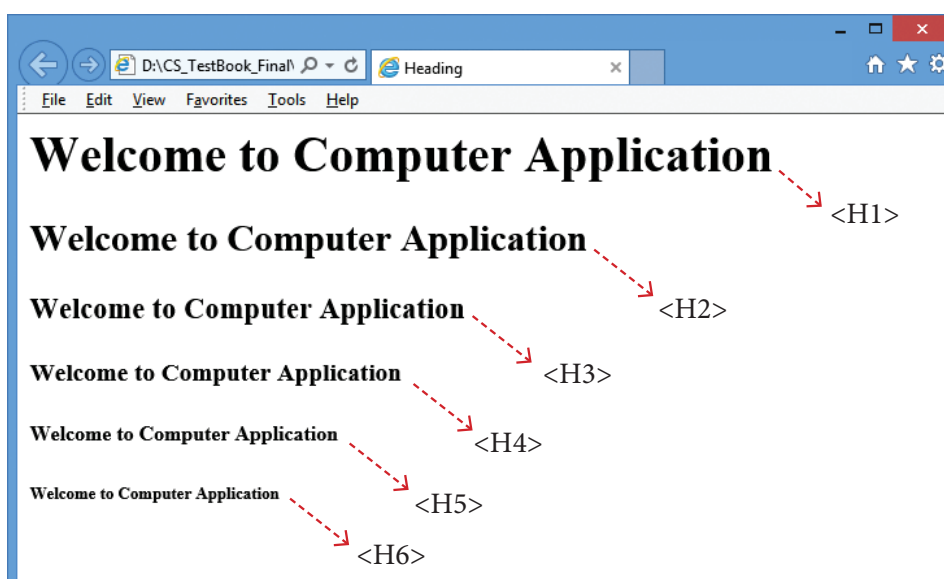 D:\CS_TestBook_Final\
Heading
File Edit View Favorites Tools Help
Welcome to Computer Application
<H1>
Welcome to Computer Application
<H2>
Welcome to Computer Application
<H3>
Welcome to Computer Application
<H4>
Welcome to Computer Application
<H5>
Welcome to Computer Application
<H6>